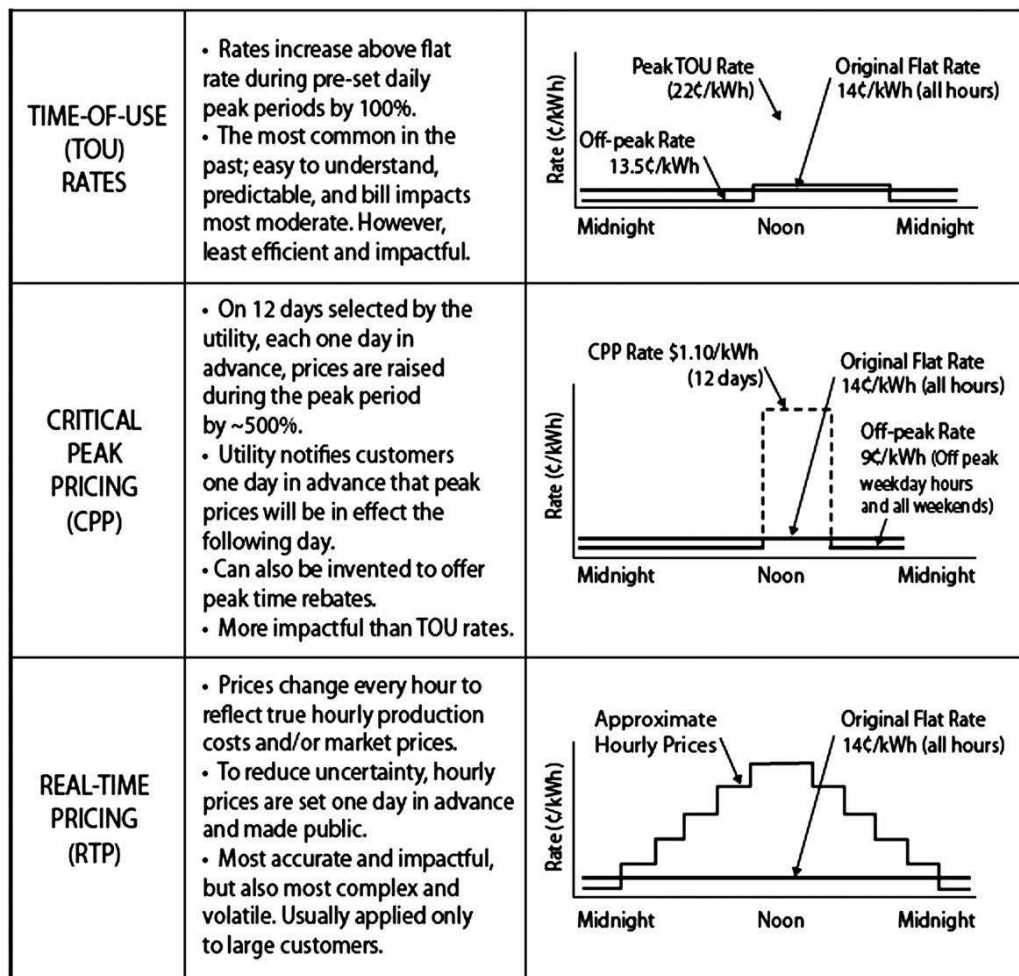 TIME-OF-USE
(TOU)
RATES
• Rates increase above flat
rate during pre-set daily
peak periods by 100%.
• The most common in the
past; easy to understand,
predictable, and bill impacts
most moderate. However,
least efficient and impactful.
Rate (¢/kWh)
Peak TOU Rate
(22¢/kWh)
Original Flat Rate
14¢/kWh (all hours)
Off-peak Rate
13.5¢/kWh
Midnight
Noon
Midnight
CRITICAL
PEAK
PRICING
(CPP)
• On 12 days selected by the
utility, each one day in
advance, prices are raised
during the peak period
by ~500%.
• Utility notifies customers
one day in advance that peak
prices will be in effect the
following day.
• Can also be invented to offer
peak time rebates.
• More impactful than TOU rates.
Rate (¢/kWh)
CPP Rate $1.10/kWh
(12 days)
Original Flat Rate
14¢/kWh (all hours)
Off-peak Rate
9¢/kWh (Off peak
weekday hours
and all weekends)
Midnight
Noon
Midnight
REAL-TIME
PRICING
(RTP)
• Prices change every hour to
reflect true hourly production
costs and/or market prices.
• To reduce uncertainty, hourly
prices are set one day in advance
and made public.
• Most accurate and impactful,
but also most complex and
volatile. Usually applied only
to large customers.
Rate (¢/kWh)
Approximate
Hourly Prices
Original Flat Rate
14¢/kWh (all hours)
Midnight
Noon
Midnight